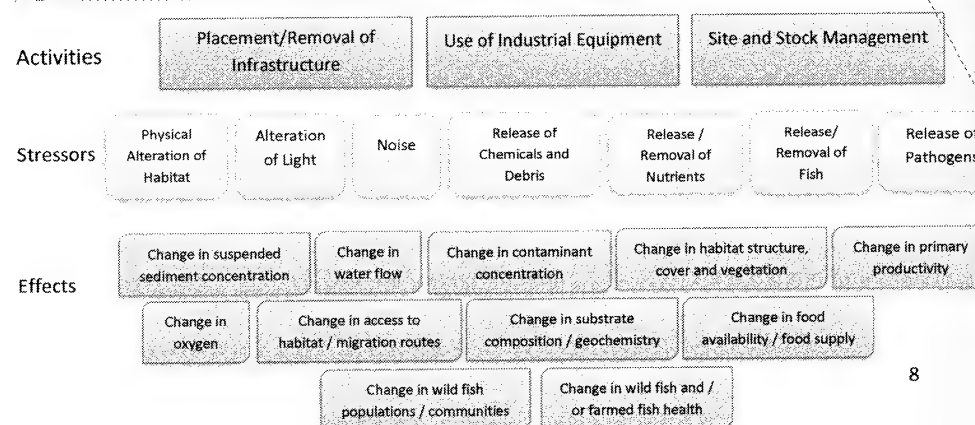 Activities
Placement/Removal of
Infrastructure
Use of Industrial Equipment
Site and Stock Management
Stressors
Physical
Alteration of
Habitat
Alteration
of Light
Noise
Release of
Chemicals and
Debris
Release /
Removal of
Nutrients
Release/
Removal of
Fish
Release of
Pathogens
Effects
Change in suspended
sediment concentration
Change in
water flow
Change in contaminant
concentration
Change in habitat structure,
cover and vegetation
Change in primary
productivity
Change in
oxygen
Change in access to
habitat / migration routes
Change in substrate
composition / geochemistry
Change in food
availability / food supply
Change in wild fish
populations / communities
Change in wild fish and /
or farmed fish health
8